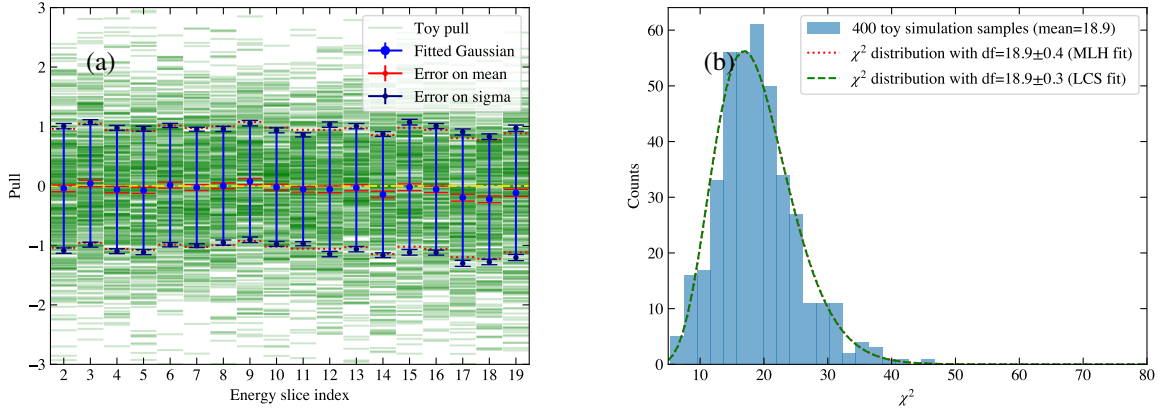 (a)
Toy pull
Fitted Gaussian
Error on mean
Error on sigma
3
2
1
0
−1
−2
−3
Pull
2 3 4 5 6 7 8 9 10 11 12 13 14 15 16 17 18 19
Energy slice index
(b)
400 toy simulation samples (mean=18.9)
χ² distribution with df=18.9±0.4 (MLH fit)
χ² distribution with df=18.9±0.3 (LCS fit)
60
50
40
30
20
10
0
Counts
10 20 30 40 50 60 70 80
χ²